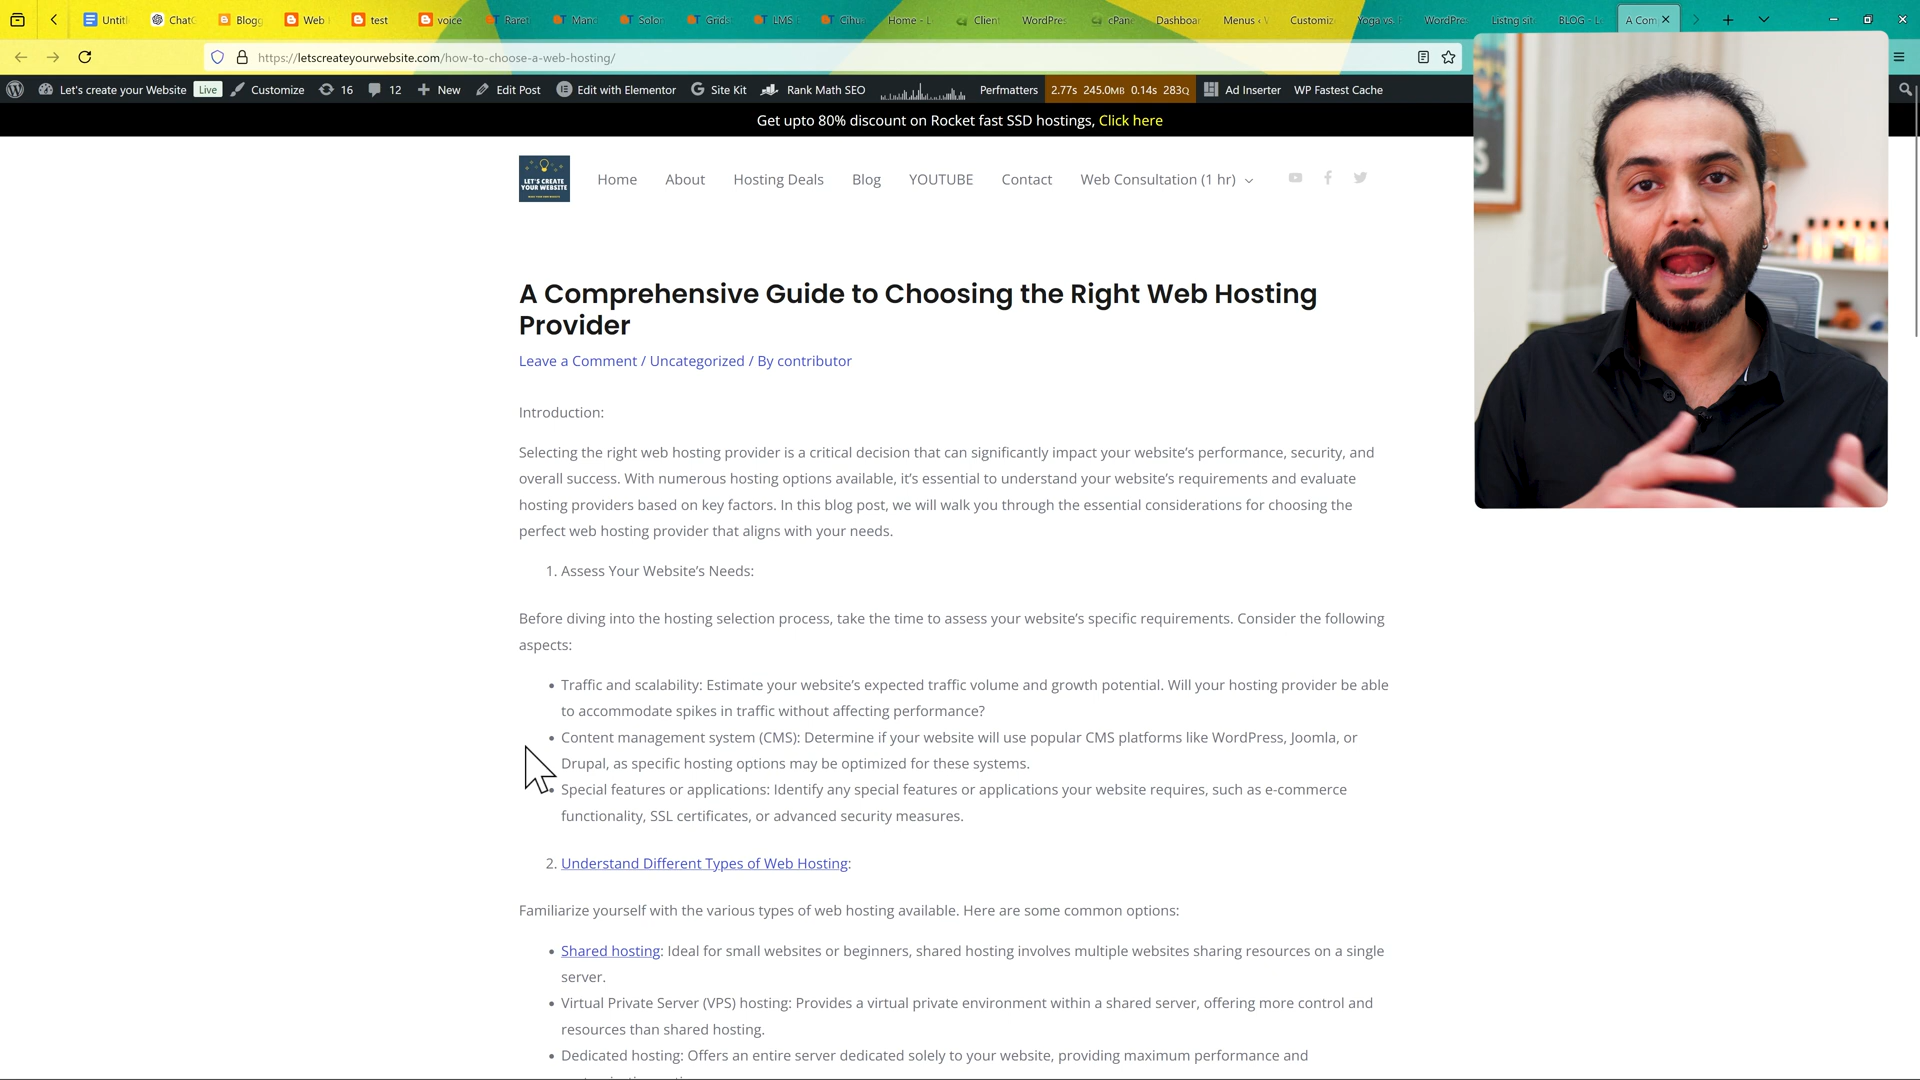 Untitl
ChatG
Blogg
Web
test
voice
Raret
Mang
Solon
Grids
LMS
Cihu
Home - L
Client
WordPres
cPane
Dashboar
Menus ‹ W
Customiz
Yoga vs. P
WordPre
Listing site
BLOG - Le
A Com
https://letscreateyourwebsite.com/how-to-choose-a-web-hosting/
Let's create your Website
Live
Customize
16
12
New
Edit Post
Edit with Elementor
Site Kit
Rank Math SEO
Perfmatters
2.77s 245.0MB 0.14s 283Q
Ad Inserter
WP Fastest Cache
Get upto 80% discount on Rocket fast SSD hostings, Click here
LET'S CREATE
YOUR WEBSITE
Home
About
Hosting Deals
Blog
YOUTUBE
Contact
Web Consultation (1 hr)
A Comprehensive Guide to Choosing the Right Web Hosting
Provider
Leave a Comment / Uncategorized / By contributor
Introduction:
Selecting the right web hosting provider is a critical decision that can significantly impact your website's performance, security, and
overall success. With numerous hosting options available, it's essential to understand your website's requirements and evaluate
hosting providers based on key factors. In this blog post, we will walk you through the essential considerations for choosing the
perfect web hosting provider that aligns with your needs.
1. Assess Your Website's Needs:
Before diving into the hosting selection process, take the time to assess your website's specific requirements. Consider the following
aspects:
• Traffic and scalability: Estimate your website's expected traffic volume and growth potential. Will your hosting provider be able
to accommodate spikes in traffic without affecting performance?
• Content management system (CMS): Determine if your website will use popular CMS platforms like WordPress, Joomla, or
Drupal, as specific hosting options may be optimized for these systems.
• Special features or applications: Identify any special features or applications your website requires, such as e-commerce
functionality, SSL certificates, or advanced security measures.
2. Understand Different Types of Web Hosting:
Familiarize yourself with the various types of web hosting available. Here are some common options:
• Shared hosting: Ideal for small websites or beginners, shared hosting involves multiple websites sharing resources on a single
server.
• Virtual Private Server (VPS) hosting: Provides a virtual private environment within a shared server, offering more control and
resources than shared hosting.
• Dedicated hosting: Offers an entire server dedicated solely to your website, providing maximum performance and